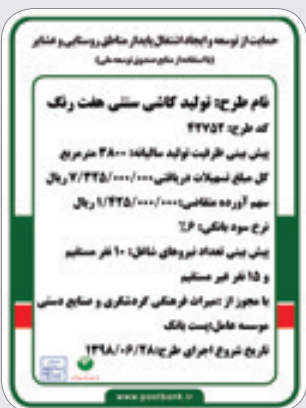 حمایت از توسعه و ایجاد اشتغال پایدار مناطق روستایی و عشایر
(با استفاده از منابع صندوق توسعه ملی)
نام طرح: تولید کاشی سنتی هفت رنگ
کد طرح: ۴۲۷۵۲
پیش بینی ظرفیت تولید سالیانه: ۳۸۰۰ مترمربع
کل مبلغ تسهیلات دریافتی: ۷/۳۲۵/۰۰۰/۰۰۰ ریال
سهم آورده متقاضی: ۱/۴۲۵/۰۰۰/۰۰۰ ریال
نرخ سود بانکی: ۶٪
پیش بینی تعداد نیروهای شاغل: ۱۰ نفر مستقیم
و ۱۵ نفر غیر مستقیم
با مجوز از: میراث فرهنگی گردشگری و صنایع دستی
موسسه عامل: پست بانک
تاریخ شروع اجرای طرح: ۱۳۹۸/۰۶/۲۸
www.postbank.ir